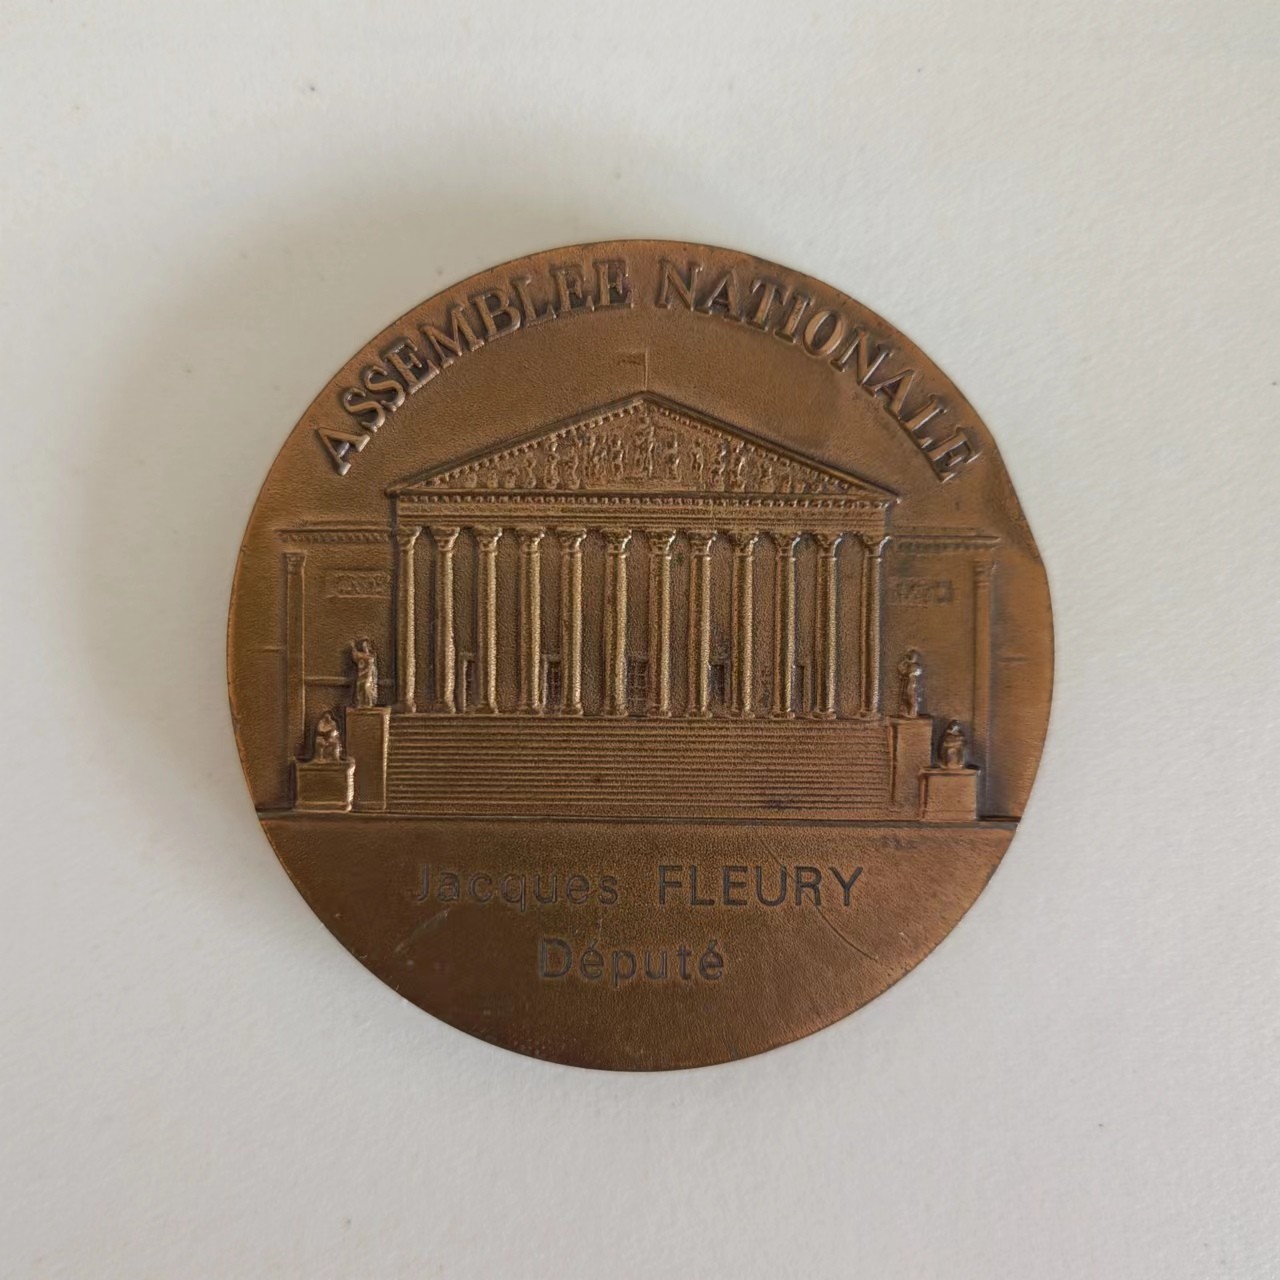 ASSEMBLEE NATIONALE
Jacques FLEURY
Député